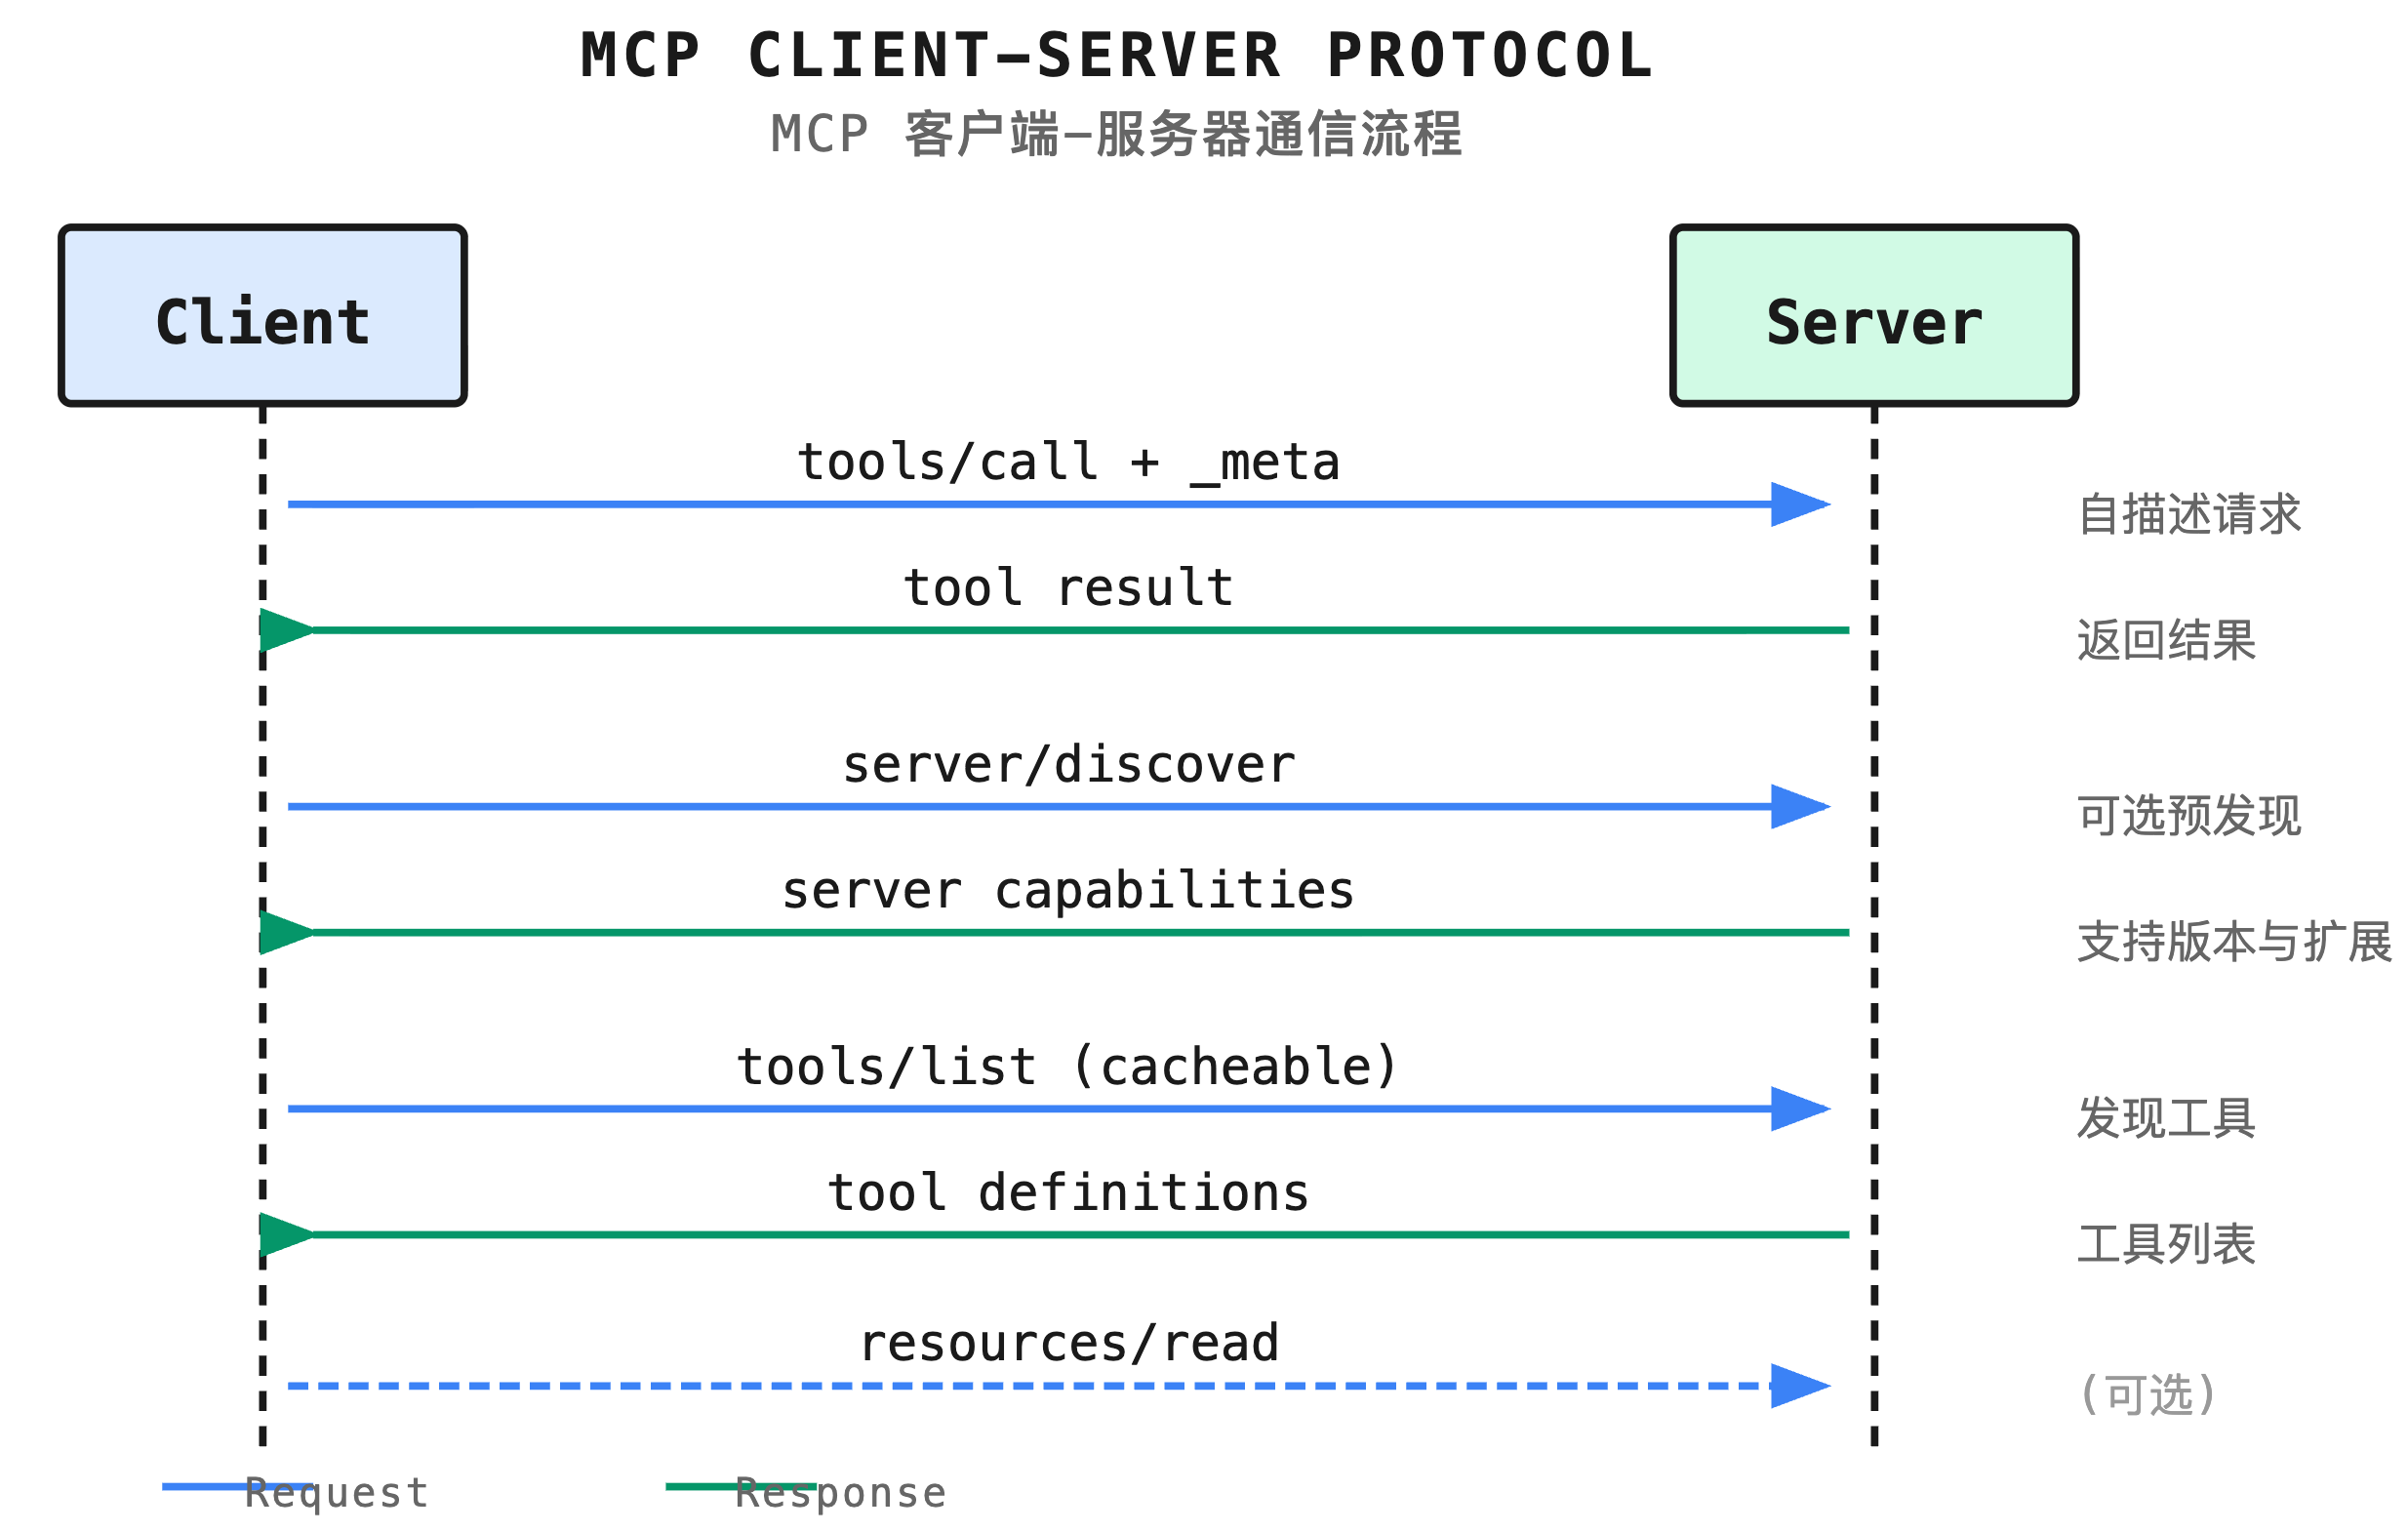 MCP CLIENT–SERVER PROTOCOL
MCP 客户端–服务器通信流程
Client
Server
tools/call + _meta
自描述请求
tool result
返回结果
server/discover
可选预发现
server capabilities
支持版本与扩展
tools/list (cacheable)
发现工具
tool definitions
工具列表
resources/read
(可选)
Request
Response